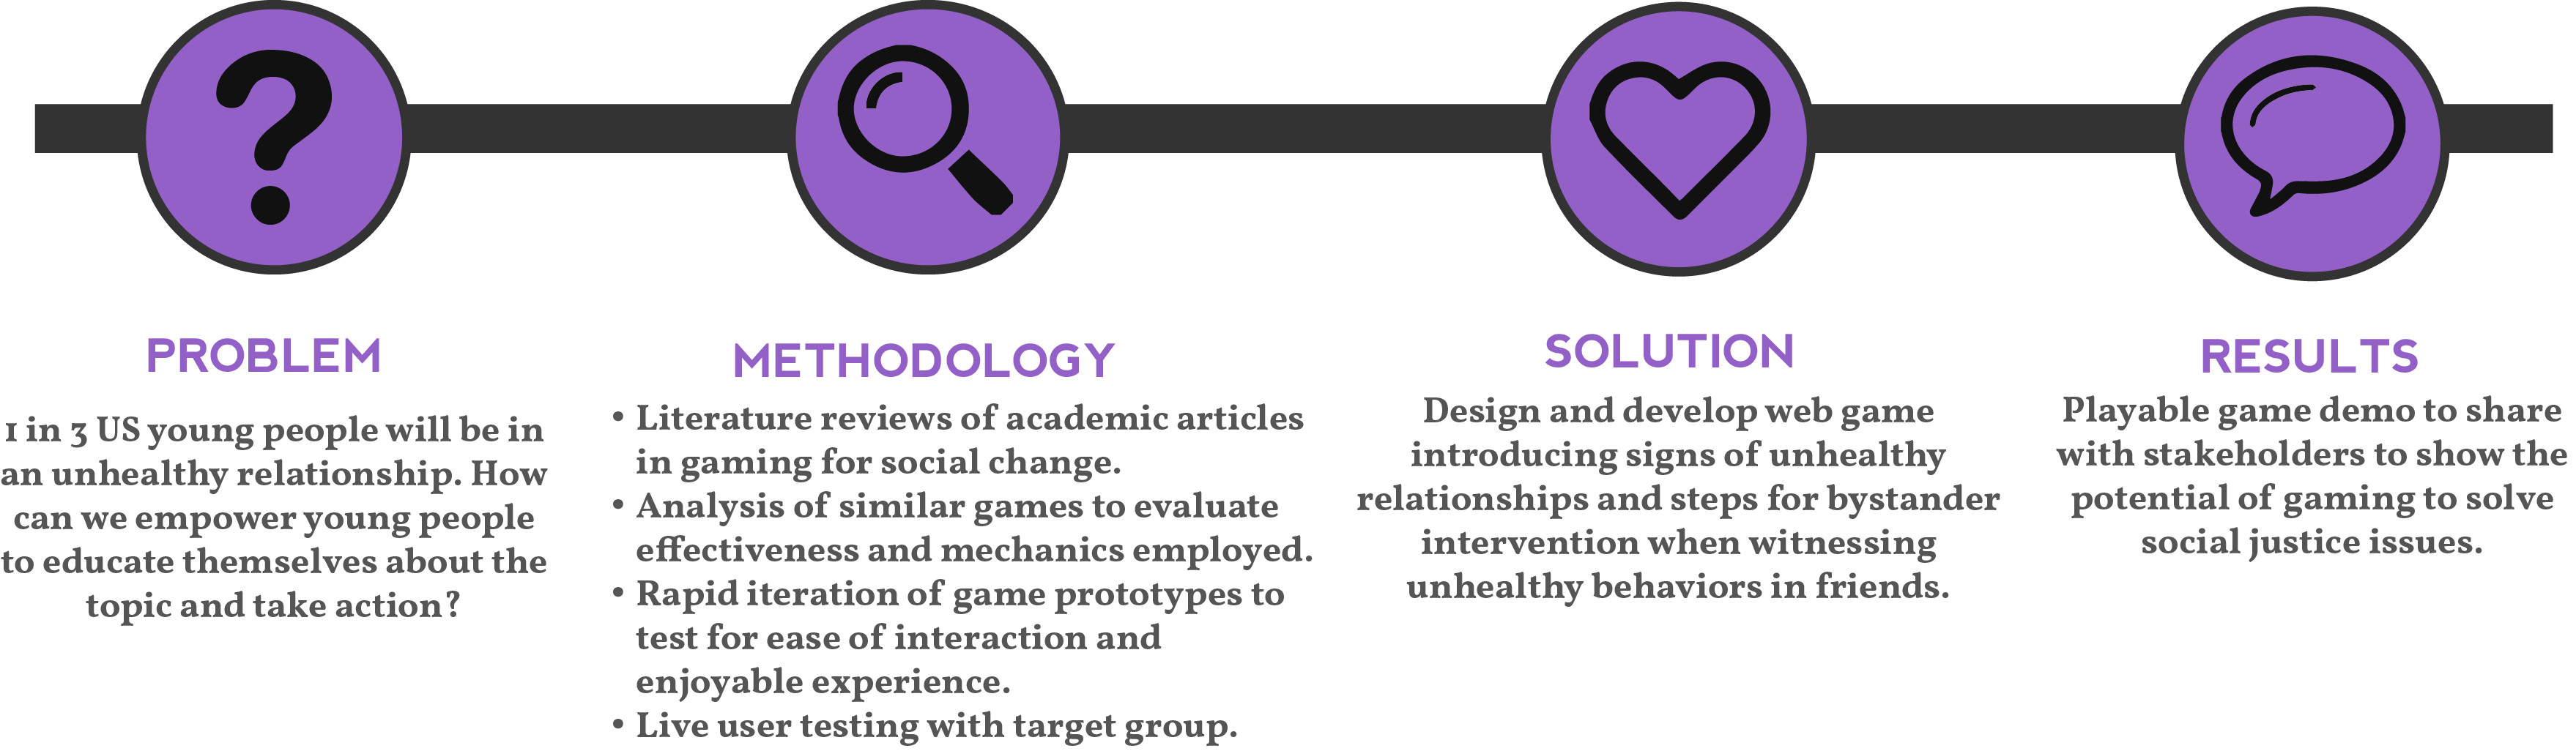 PROBLEM
1 in 3 US young people will be in
an unhealthy relationship. How
can we empower young people
to educate themselves about the
topic and take action?
METHODOLOGY
• Literature reviews of academic articles
in gaming for social change.
• Analysis of similar games to evaluate
effectiveness and mechanics employed.
• Rapid iteration of game prototypes to
test for ease of interaction and
enjoyable experience.
• Live user testing with target group.
SOLUTION
Design and develop web game
introducing signs of unhealthy
relationships and steps for bystander
intervention when witnessing
unhealthy behaviors in friends.
RESULTS
Playable game demo to share
with stakeholders to show the
potential of gaming to solve
social justice issues.